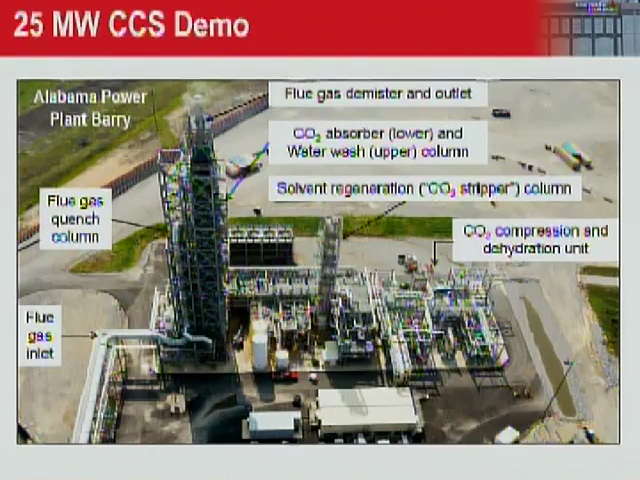 25 MW CCS Demo
Alabama Power
Plant Barry
Flue gas demister and outlet
CO₂ absorber (lower) and
Water wash (upper) column
Solvent regeneration ("CO₂ stripper") column
Flue gas
quench
column
CO₂ compression and
dehydration unit
Flue
gas
inlet